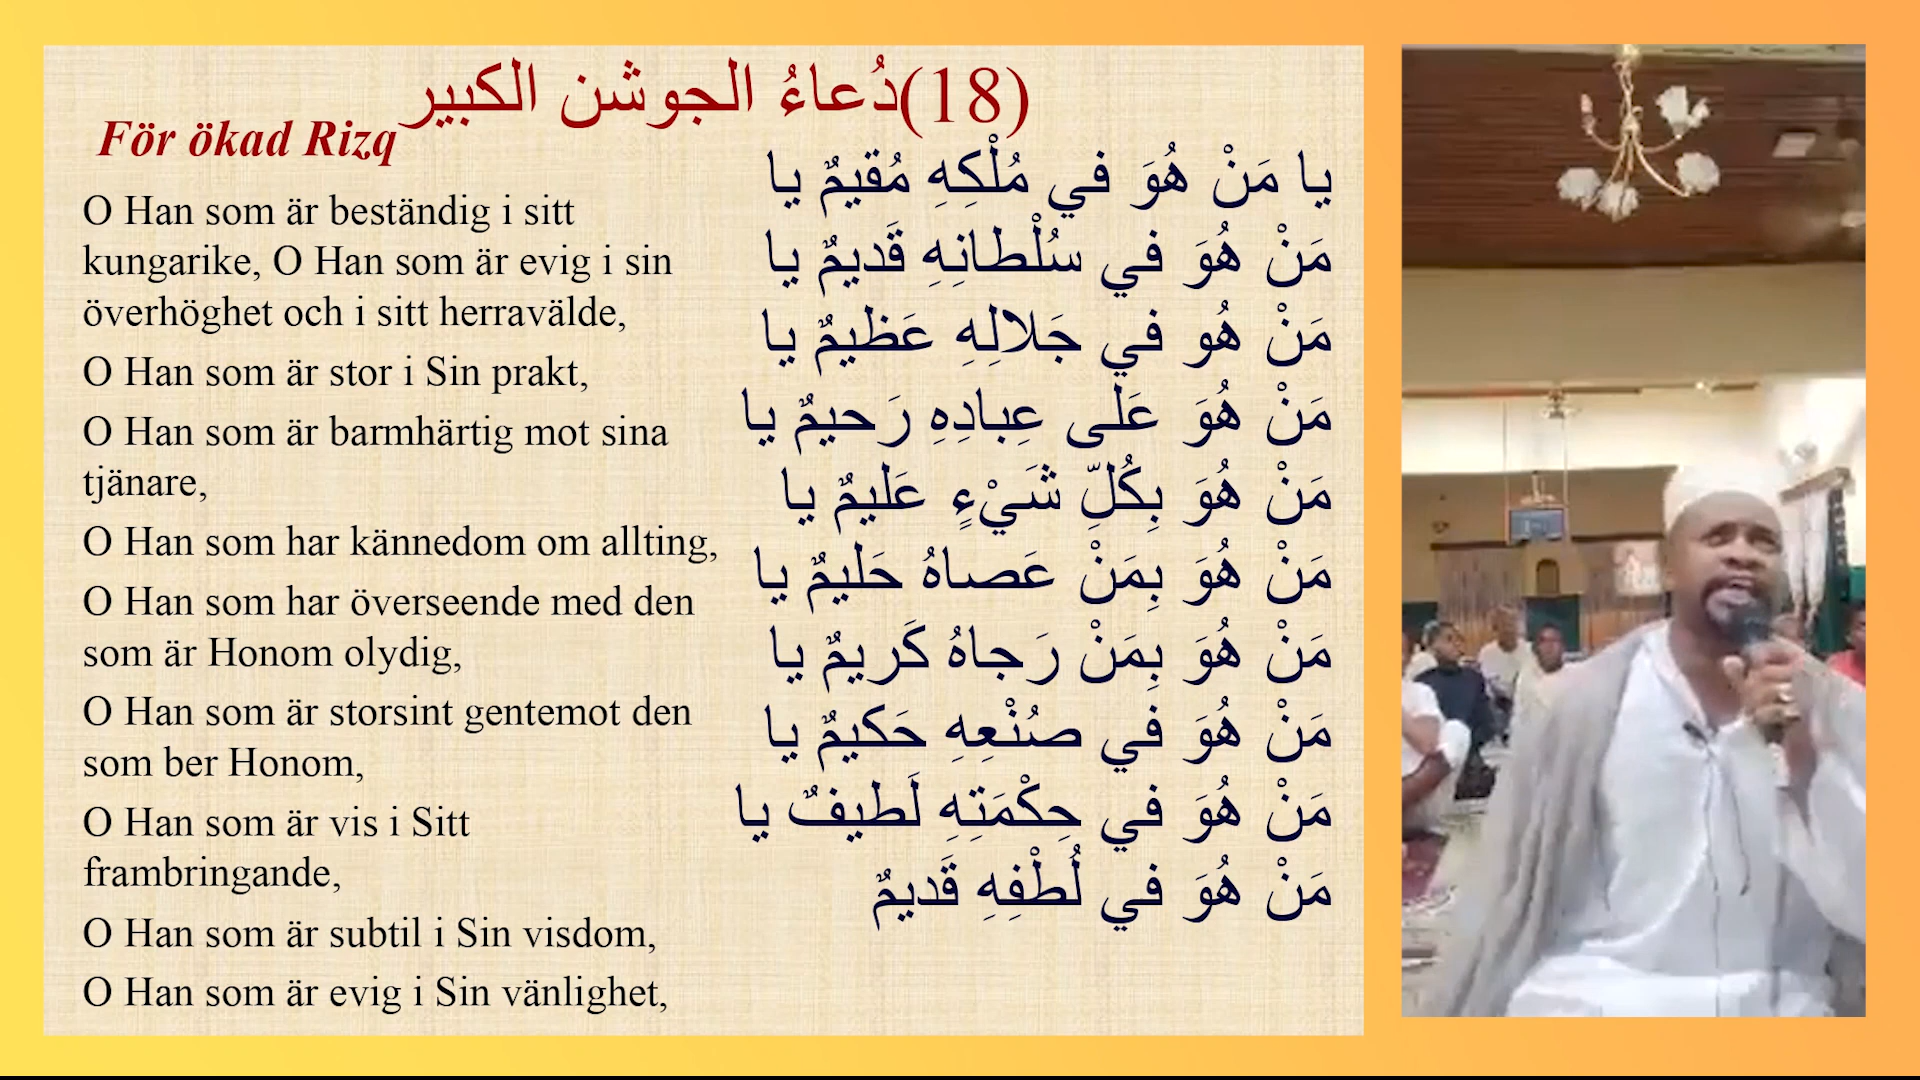 (18)دُعاءُ الجوشن الكبير
För ökad Rizq
O Han som är beständig i sitt
kungarike, O Han som är evig i sin
överhöghet och i sitt herravälde,
O Han som är stor i Sin prakt,
O Han som är barmhärtig mot sina
tjänare,
O Han som har kännedom om allting,
O Han som har överseende med den
som är Honom olydig,
O Han som är storsint gentemot den
som ber Honom,
O Han som är vis i Sitt
frambringande,
O Han som är subtil i Sin visdom,
O Han som är evig i Sin vänlighet,
يا مَنْ هُوَ في مُلْكِهِ مُقيمٌ يا
مَنْ هُوَ في سُلْطانِهِ قَديمٌ يا
مَنْ هُو في جَلالِهِ عَظيمٌ يا
مَنْ هُوَ عَلى عِبادِهِ رَحيمٌ يا
مَنْ هُوَ بِكُلِّ شَيْءٍ عَليمٌ يا
مَنْ هُوَ بِمَنْ عَصاهُ حَليمٌ يا
مَنْ هُوَ بِمَنْ رَجاهُ كَريمٌ يا
مَنْ هُوَ في صُنْعِهِ حَكيمٌ يا
مَنْ هُوَ في حِكْمَتِهِ لَطيفٌ يا
مَنْ هُوَ في لُطْفِهِ قَديمٌ